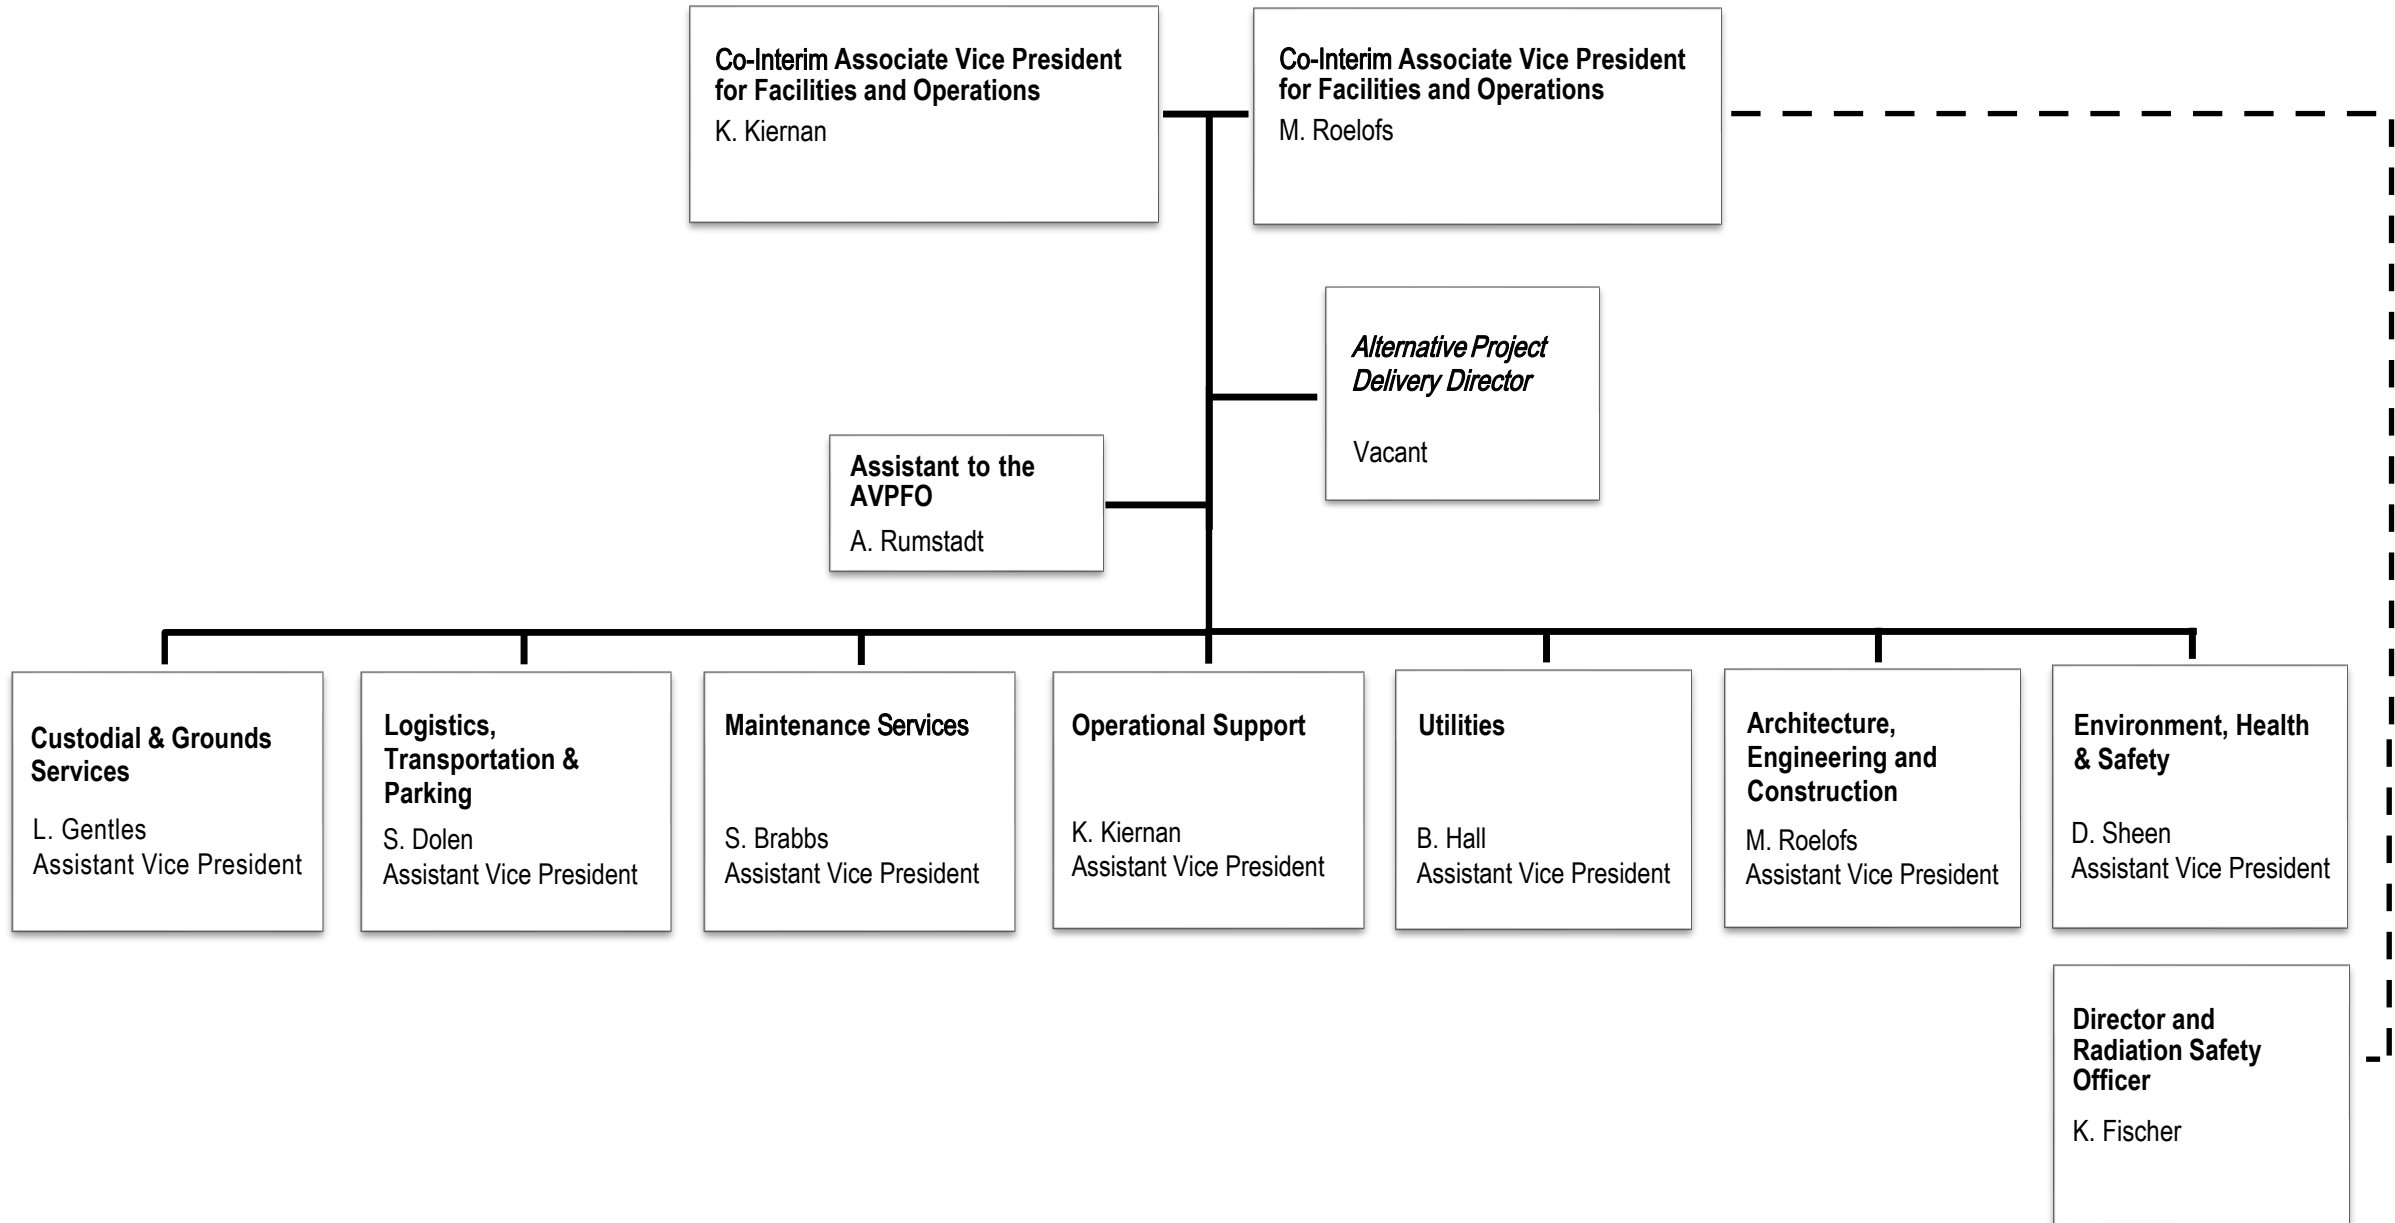 Co-Interim Associate Vice President
for Facilities and Operations
K. Kiernan
Co-Interim Associate Vice President
for Facilities and Operations
M. Roelofs
Alternative Project
Delivery Director
Vacant
Assistant to the
AVPFO
A. Rumstadt
Custodial & Grounds
Services
L. Gentles
Assistant Vice President
Logistics,
Transportation &
Parking
S. Dolen
Assistant Vice President
Maintenance Services
S. Brabbs
Assistant Vice President
Operational Support
K. Kiernan
Assistant Vice President
Utilities
B. Hall
Assistant Vice President
Architecture,
Engineering and
Construction
M. Roelofs
Assistant Vice President
Environment, Health
& Safety
D. Sheen
Assistant Vice President
Director and
Radiation Safety
Officer
K. Fischer